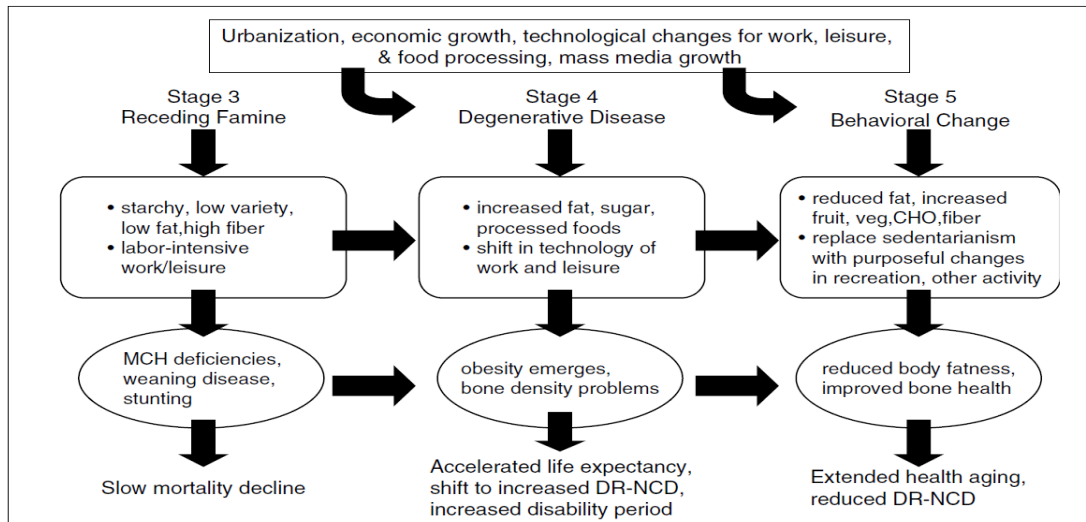 Urbanization, economic growth, technological changes for work, leisure,
& food processing, mass media growth
Stage 3
Receding Famine
Stage 4
Degenerative Disease
Stage 5
Behavioral Change
• starchy, low variety,
low fat,high fiber
• labor-intensive
work/leisure
• increased fat, sugar,
processed foods
• shift in technology of
work and leisure
• reduced fat, increased
fruit, veg,CHO,fiber
• replace sedentarianism
with purposeful changes
in recreation, other activity
MCH deficiencies,
weaning disease,
stunting
obesity emerges,
bone density problems
reduced body fatness,
improved bone health
Slow mortality decline
Accelerated life expectancy,
shift to increased DR-NCD,
increased disability period
Extended health aging,
reduced DR-NCD